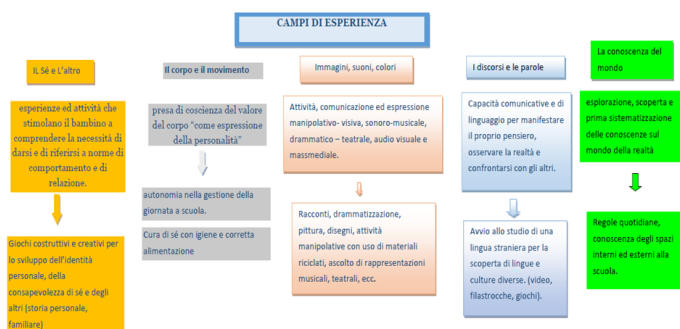 CAMPI DI ESPERIENZA
IL Sé e L'altro
esperienze ed attività che
stimolano il bambino a
comprendere la necessità di
darsi e di riferirsi a norme di
comportamento e di
relazione.
Giochi costruttivi e creativi per
lo sviluppo dell'identità
personale, della
consapevolezza di sé e degli
altri (storia personale,
familiare)
Il corpo e il movimento
presa di coscienza del valore
del corpo "come espressione
della personalità"
autonomia nella gestione della
giornata a scuola.
Cura di sé con igiene e corretta
alimentazione
Immagini, suoni, colori
Attività, comunicazione ed espressione
manipolativo- visiva, sonoro-musicale,
drammatico – teatrale, audio visuale e
massmediale.
Racconti, drammatizzazione,
pittura, disegni, attività
manipolative con uso di materiali
riciclati, ascolto di rappresentazioni
musicali, teatrali, ecc.
I discorsi e le parole
Capacità comunicative e di
linguaggio per manifestare
il proprio pensiero,
osservare la realtà e
confrontarsi con gli altri.
Avvio allo studio di una
lingua straniera per la
scoperta di lingue e
culture diverse. (video,
filastrocche, giochi).
La conoscenza del
mondo
esplorazione, scoperta e
prima sistematizzazione
delle conoscenze sul
mondo della realtà
Regole quotidiane,
conoscenza degli spazi
interni ed esterni alla
scuola.